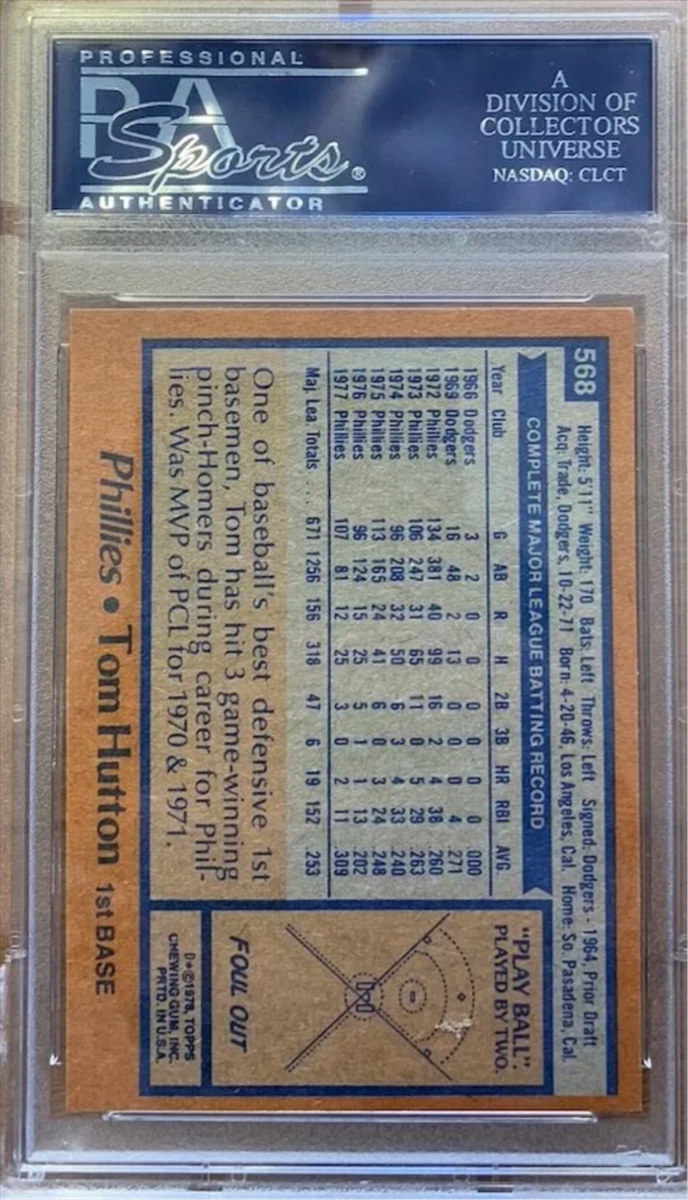 PROFESSIONAL
PSA
Sports®
AUTHENTICATOR
A
DIVISION OF
COLLECTORS
UNIVERSE
NASDAQ: CLCT
568
Height: 5'11" Weight: 170 Bats: Left Throws: Left Signed: Dodgers - 1964, Prior Draft
Acq: Trade, Dodgers, 10-22-71 Born: 4-20-46, Los Angeles, Cal. Home: So. Pasadena, Cal.
COMPLETE MAJOR LEAGUE BATTING RECORD
Year Club G AB R H 2B 3B HR RBI AVG.
1966 Dodgers 3 2 0 0 0 0 0 0 .000
1969 Dodgers 16 48 2 13 0 0 0 4 .271
1972 Phillies 134 381 40 99 16 2 4 38 .260
1973 Phillies 106 247 31 65 11 0 5 29 .263
1974 Phillies 96 208 32 50 6 3 4 33 .240
1975 Phillies 113 165 24 41 6 0 3 24 .248
1976 Phillies 96 124 15 25 5 1 1 13 .202
1977 Phillies 107 81 12 25 3 0 2 11 .309
Maj. Lea. Totals ... 671 1256 156 318 47 6 19 152 .253
One of baseball's best defensive 1st
basemen, Tom has hit 3 game-winning
pinch-Homers during career for Phil-
lies. Was MVP of PCL for 1970 & 1971.
"PLAY BALL".
PLAYED BY TWO.
FOUL OUT
D*©1978, TOPPS
CHEWING GUM, INC.
PRTD. IN U.S.A.
Phillies • Tom Hutton 1st BASE